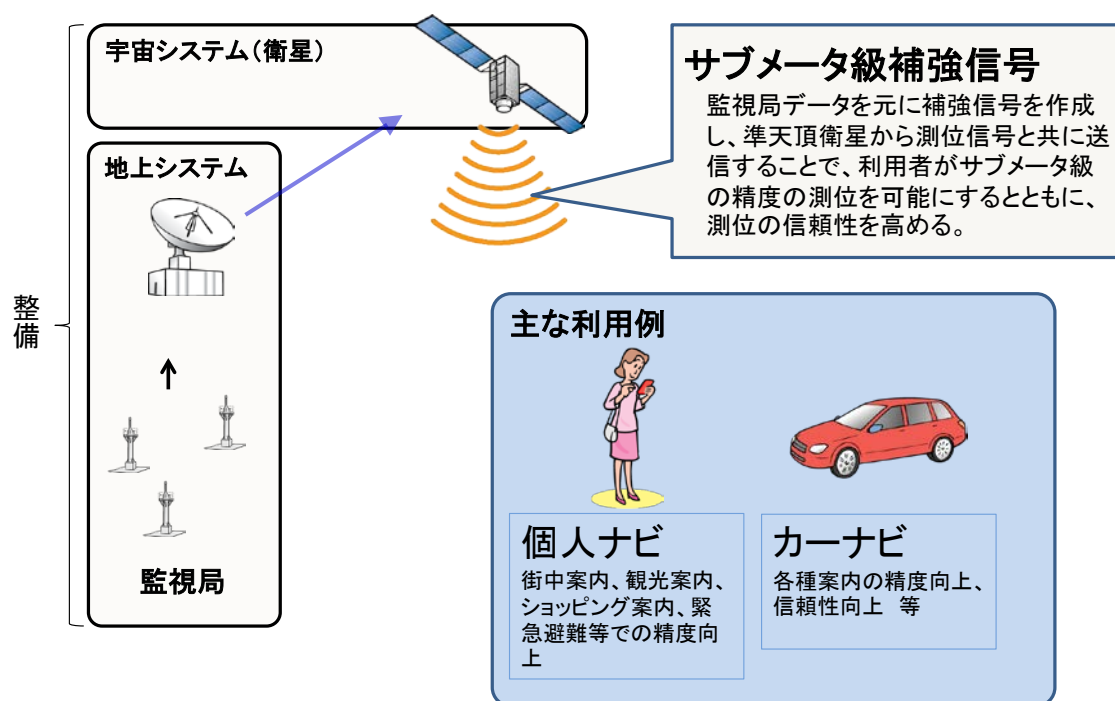 宇宙システム(衛星)
サブメータ級補強信号
監視局データを元に補強信号を作成
し、準天頂衛星から測位信号と共に送
信することで、利用者がサブメータ級
の精度の測位を可能にするとともに、
測位の信頼性を高める。
地上システム
整備
監視局
主な利用例
個人ナビ
街中案内、観光案内、
ショッピング案内、緊
急避難等での精度向
上
カーナビ
各種案内の精度向上、
信頼性向上 等